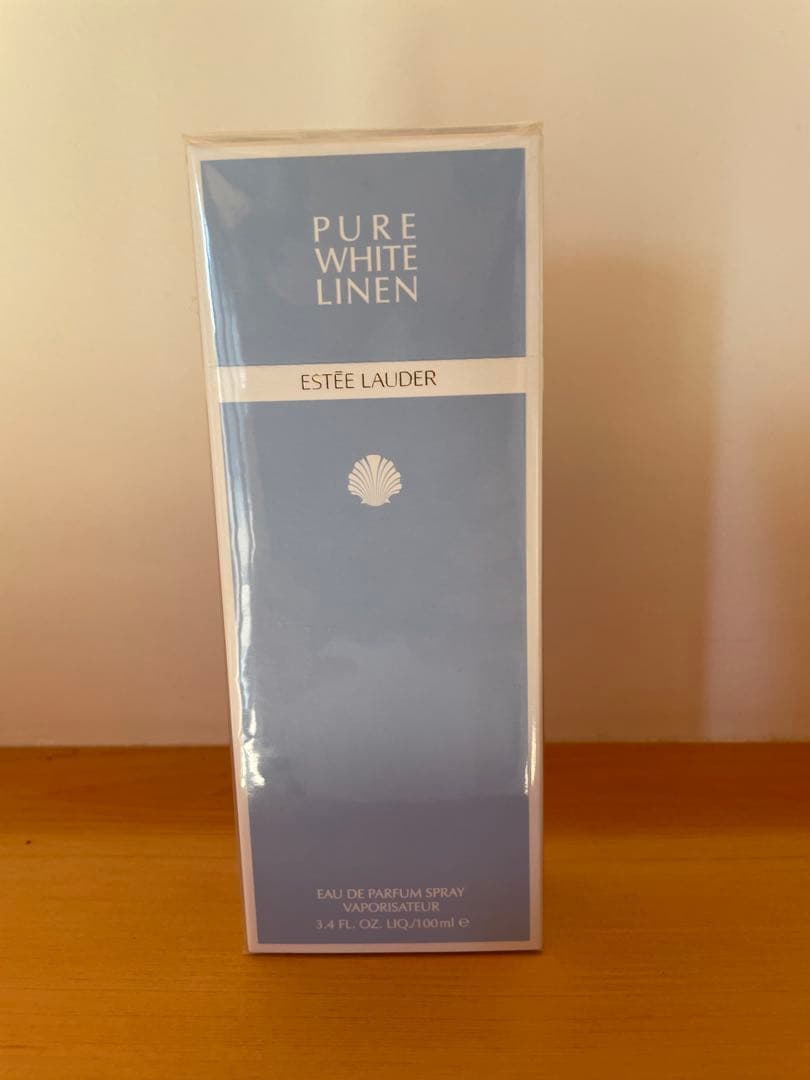 PURE
WHITE
LINEN
ESTĒE LAUDER
EAU DE PARFUM SPRAY
VAPORISATEUR
3.4 FL. OZ. LIQ./100ml ℮